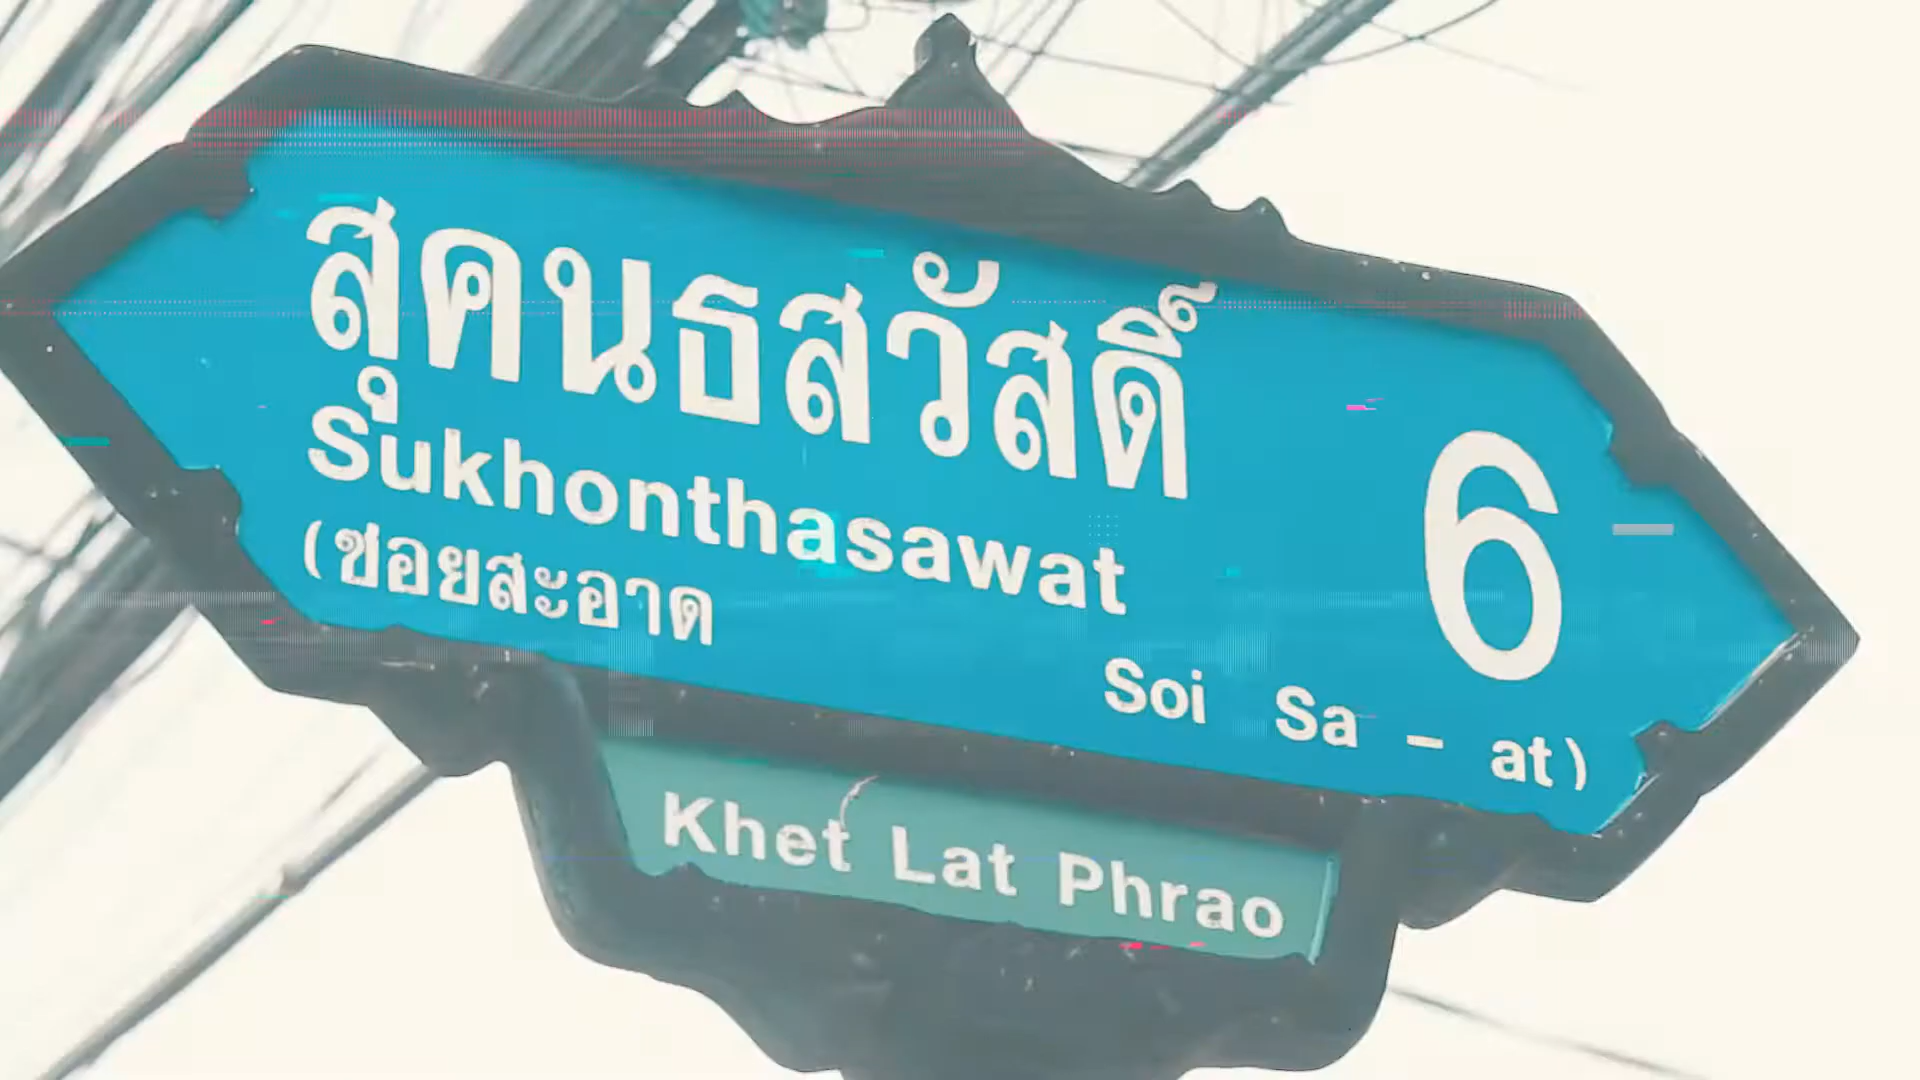 สุคนธสวัสดิ์ 6
Sukhonthasawat
(ซอยสะอาด
Soi Sa - at)
Khet Lat Phrao